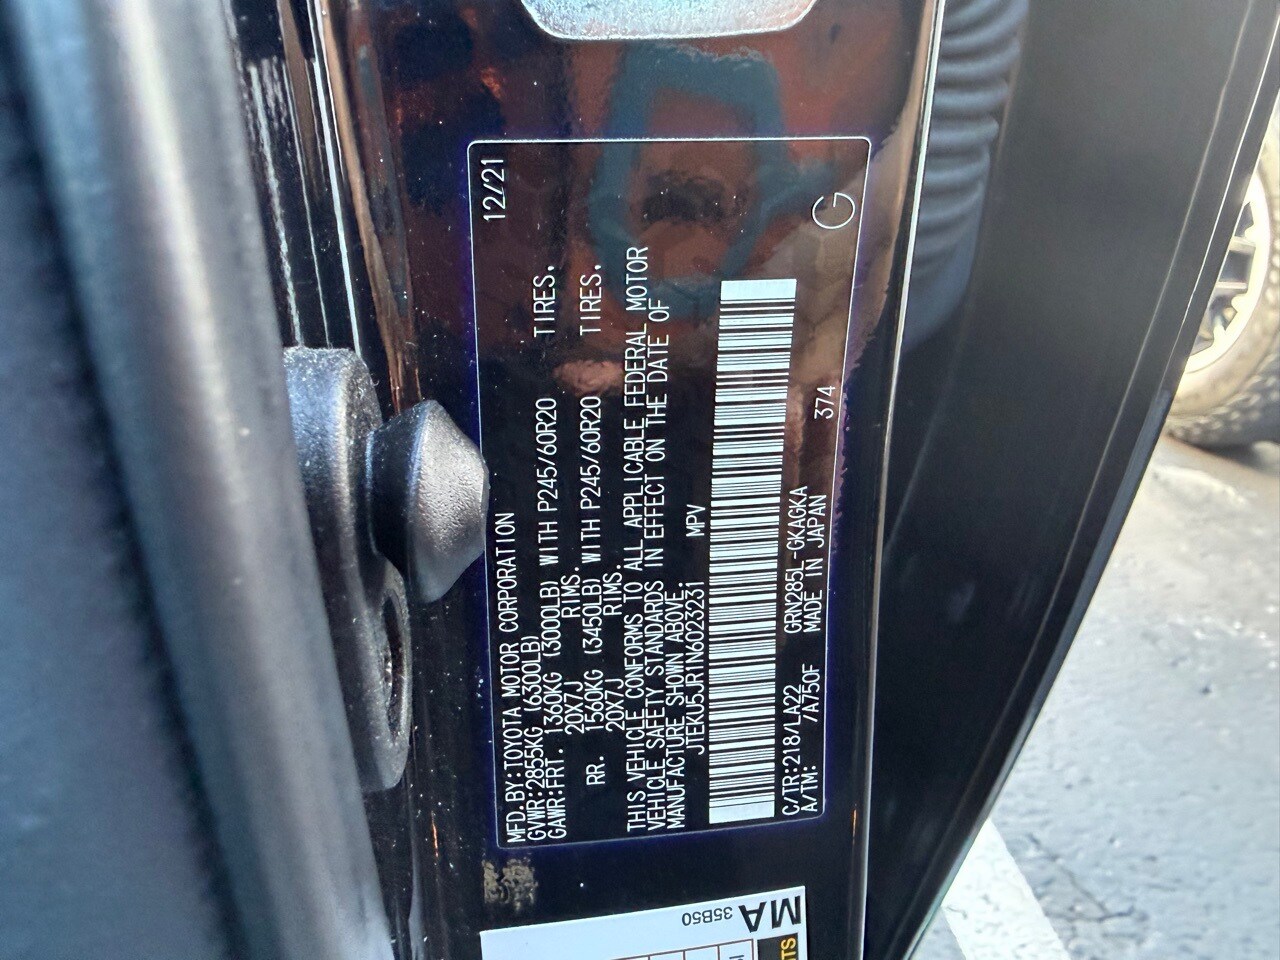 MFD.BY:TOYOTA MOTOR CORPORATION 12/21
GVWR:2855KG (6300LB)
GAWR:FRT. 1360KG (3000LB) WITH P245/60R20 TIRES,
20X7J RIMS.
RR. 1560KG (3450LB) WITH P245/60R20 TIRES,
20X7J RIMS.
THIS VEHICLE CONFORMS TO ALL APPLICABLE FEDERAL MOTOR
VEHICLE SAFETY STANDARDS IN EFFECT ON THE DATE OF
MANUFACTURE SHOWN ABOVE.
JTEKU5JR1N6023231 MPV
C/TR:218/LA22 GRN285L-GKAGKA 374 G
A/TM: /A750F MADE IN JAPAN
MA
35B50